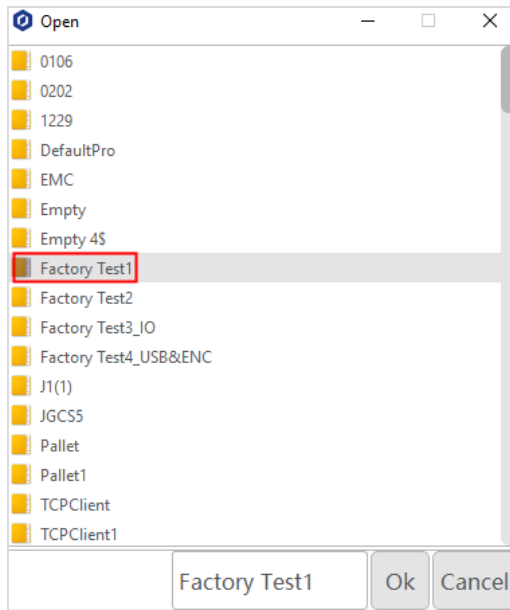 Open
0106
0202
1229
DefaultPro
EMC
Empty
Empty 4$
Factory Test1
Factory Test2
Factory Test3_IO
Factory Test4_USB&ENC
J1(1)
JGCS5
Pallet
Pallet1
TCPClient
TCPClient1
Factory Test1 Ok Cancel